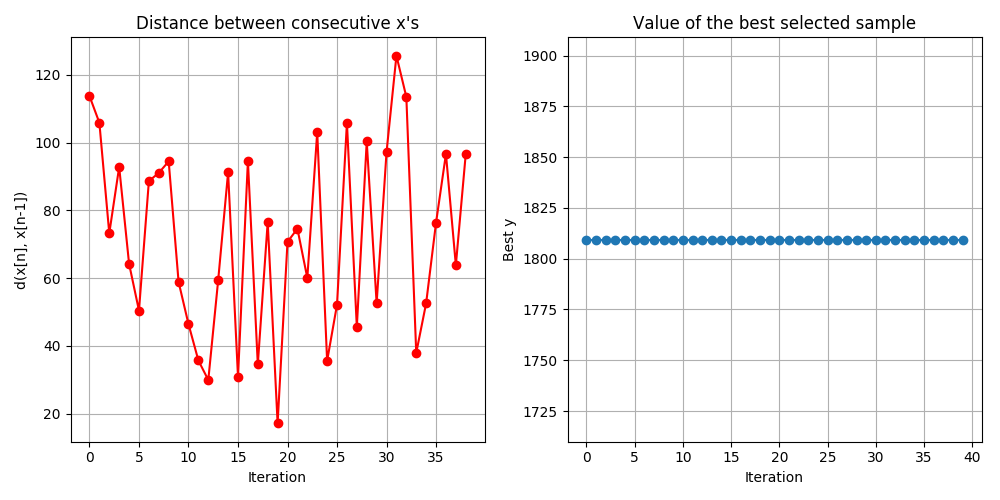 Distance between consecutive x's
d(x[n], x[n-1])
120
100
80
60
40
20
0 5 10 15 20 25 30 35
Iteration
Value of the best selected sample
Best y
1900
1875
1850
1825
1800
1775
1750
1725
0 5 10 15 20 25 30 35 40
Iteration